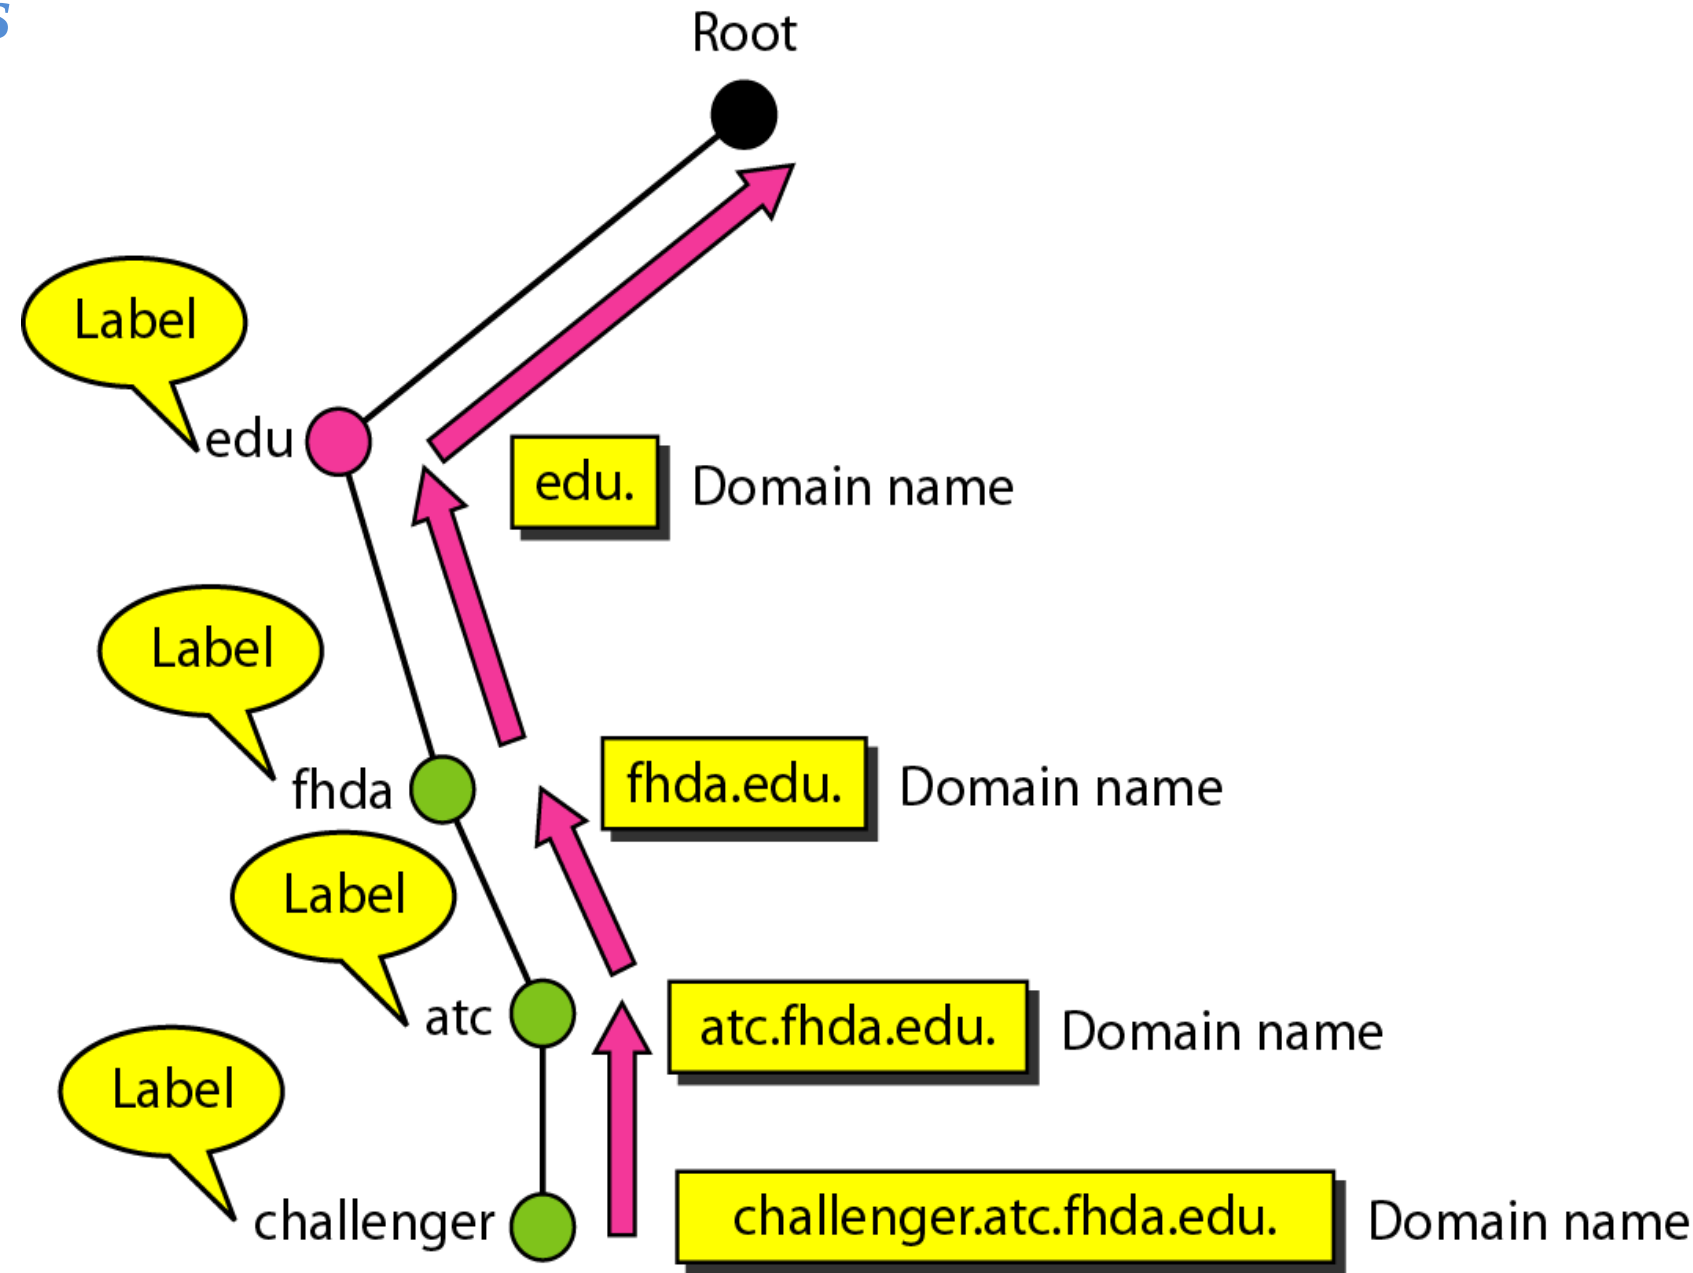 s
Root
Label
edu
edu.
Domain name
Label
fhda
fhda.edu.
Domain name
Label
atc
atc.fhda.edu.
Domain name
Label
challenger
challenger.atc.fhda.edu.
Domain name